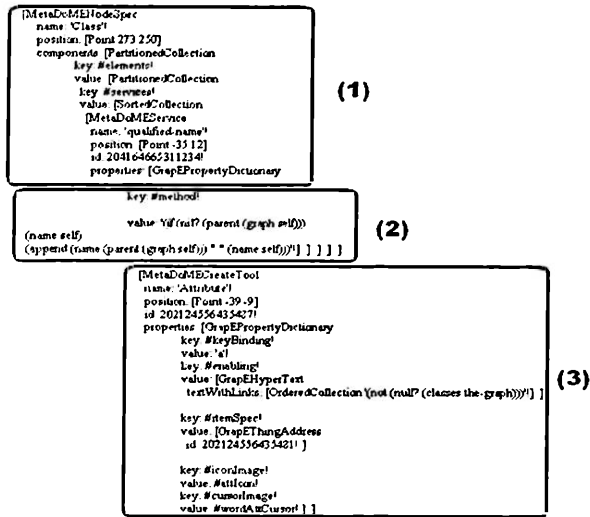 [MetaDoMENodeSpec
name: 'Class'!
position: [Point 273 250]
components: [PartitionedCollection
key: #elements!
value: [PartitionedCollection
key: #services!
value: [SortedCollection
[MetaDoMEService
name: 'qualified-name'!
position: [Point -35 12]
id: 204164665311234!
properties: [GrapEPropertyDictionary
(1)
key: #method!
value: '(if (nil? (parent (graph self)))
(name self)
(append (name (parent (graph self))) " " (name self)))'!] ] ] ] ]
(2)
[MetaDoMECreateTool
name: 'Attribute'!
position: [Point -39 -9]
id: 202124556435427!
properties: [GrapEPropertyDictionary
key: #keyBinding!
value: 'a'!
key: #enabling!
value: [GrapEHyperText
textWithLinks: [OrderedCollection '(not (null? (classes the-graph)))'!] ]
key: #itemSpec!
value: [GrapEThingAddress
id: 202124556435421! ]
key: #iconImage!
value: #attIcon!
key: #cursorImage!
value: #wordAttCursor! ] ]
(3)